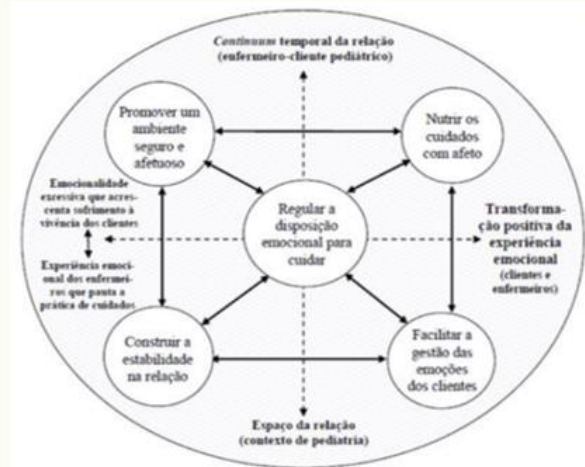 Continuum temporal da relação
(enfermeiro-cliente pediátrico)
Promover um
ambiente
seguro e
afetuoso
Nutrir os
cuidados
com afeto
Emocionalidade
excessiva que acres-
centa sofrimento à
vivência dos clientes
Experiência emoci-
onal dos enfermei-
ros que pauta a
prática de cuidados
Regular a
disposição
emocional para
cuidar
Transforma-
ção positiva da
experiência
emocional
(clientes e
enfermeiros)
Construir a
estabilidade
na relação
Facilitar a
gestão das
emoções
dos clientes
Espaço da relação
(contexto de pediatria)